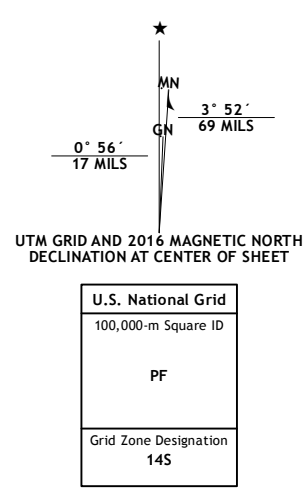 MN
3° 52´
69 MILS
GN
0° 56´
17 MILS
UTM GRID AND 2016 MAGNETIC NORTH
DECLINATION AT CENTER OF SHEET
U.S. National Grid
100,000-m Square ID
PF
Grid Zone Designation
14S